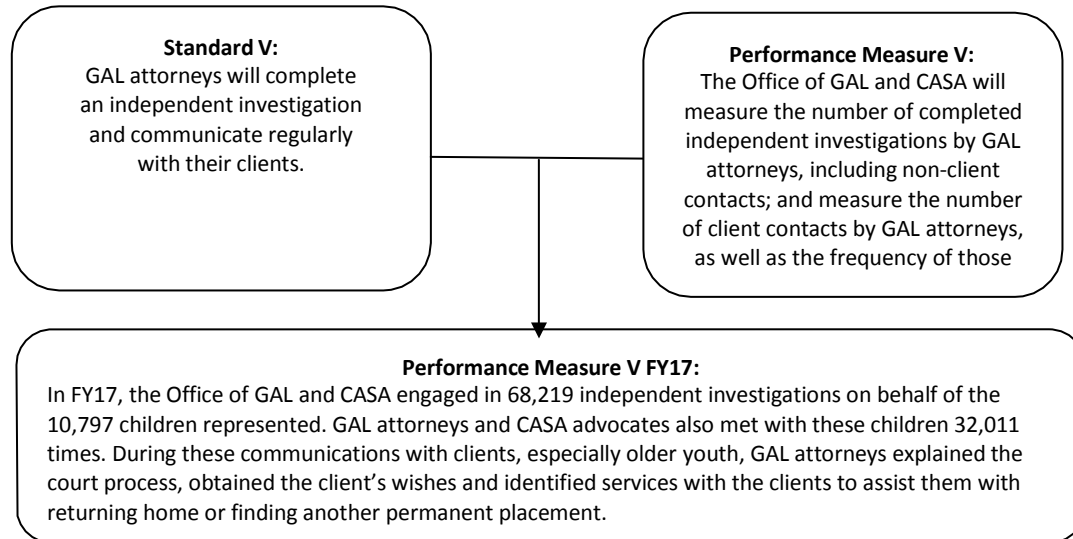 Standard V:
GAL attorneys will complete
an independent investigation
and communicate regularly
with their clients.
Performance Measure V:
The Office of GAL and CASA will
measure the number of completed
independent investigations by GAL
attorneys, including non-client
contacts; and measure the number
of client contacts by GAL attorneys,
as well as the frequency of those
Performance Measure V FY17:
In FY17, the Office of GAL and CASA engaged in 68,219 independent investigations on behalf of the
10,797 children represented. GAL attorneys and CASA advocates also met with these children 32,011
times. During these communications with clients, especially older youth, GAL attorneys explained the
court process, obtained the client’s wishes and identified services with the clients to assist them with
returning home or finding another permanent placement.